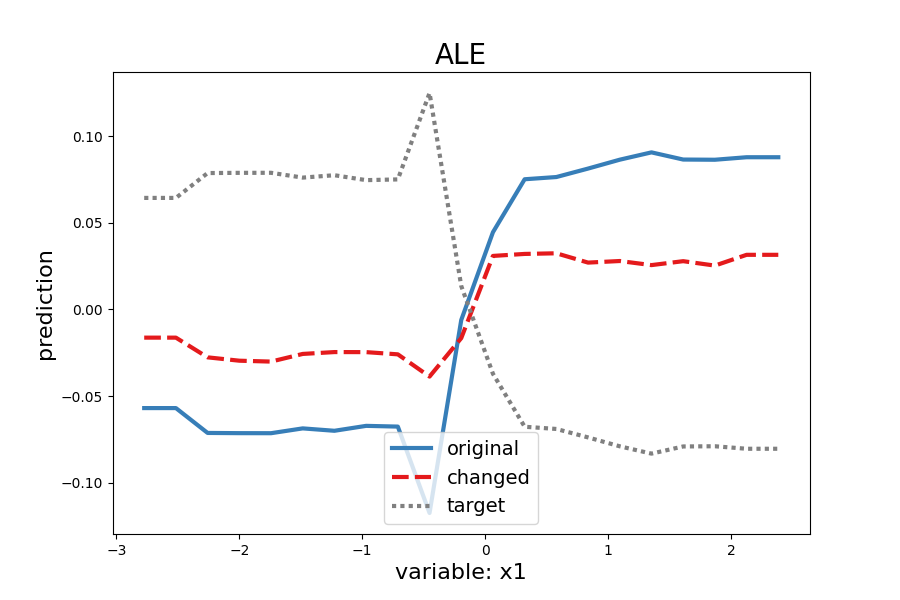 ALE
prediction
0.10
0.05
0.00
−0.05
−0.10
original
changed
target
−3 −2 −1 0 1 2
variable: x1